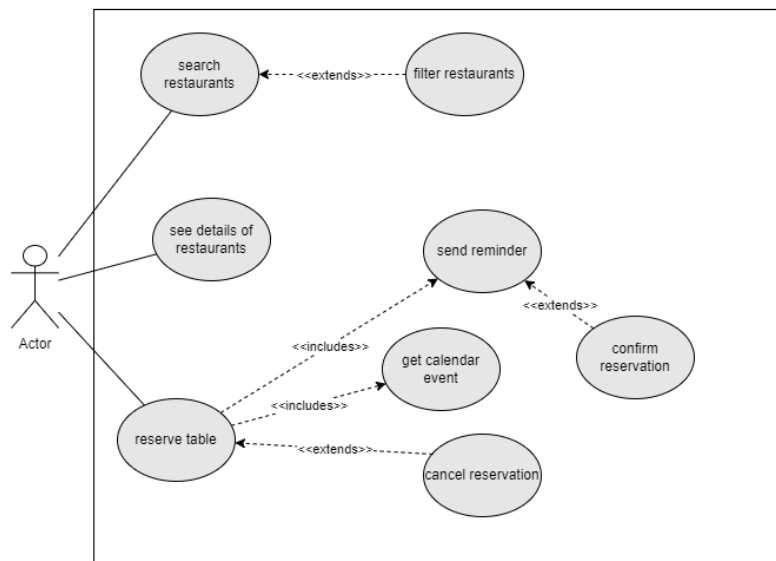 search
restaurants
<<extends>>
filter restaurants
see details of
restaurants
send reminder
<<extends>>
Actor
<<includes>>
confirm
reservation
get calendar
event
<<includes>>
reserve table
<<extends>>
cancel reservation